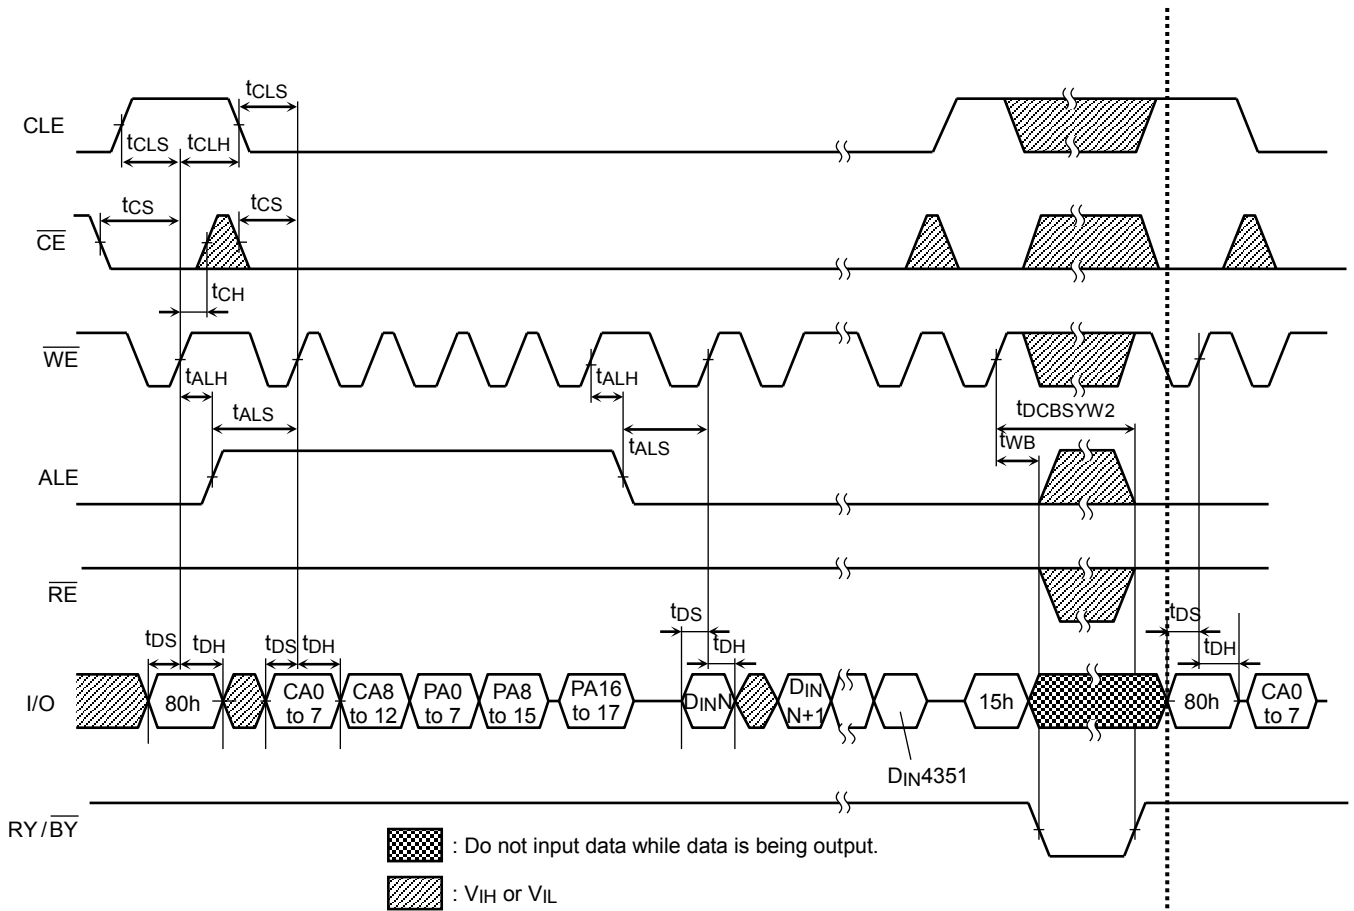 tCLS
CLE
tCLS
tCLH
tCS
tCS
CE
tCH
WE
tALH
tALH
tALS
tDCBSYW2
tALS
tWB
ALE
RE
tDS
tDH
tDS
tDH
tDS
tDH
tDS
tDH
I/O
80h
CA0
to 7
CA8
to 12
PA0
to 7
PA8
to 15
PA16
to 17
DINN
DIN
N+1
15h
80h
CA0
to 7
DIN4351
RY/BY
: Do not input data while data is being output.
: VIH or VIL